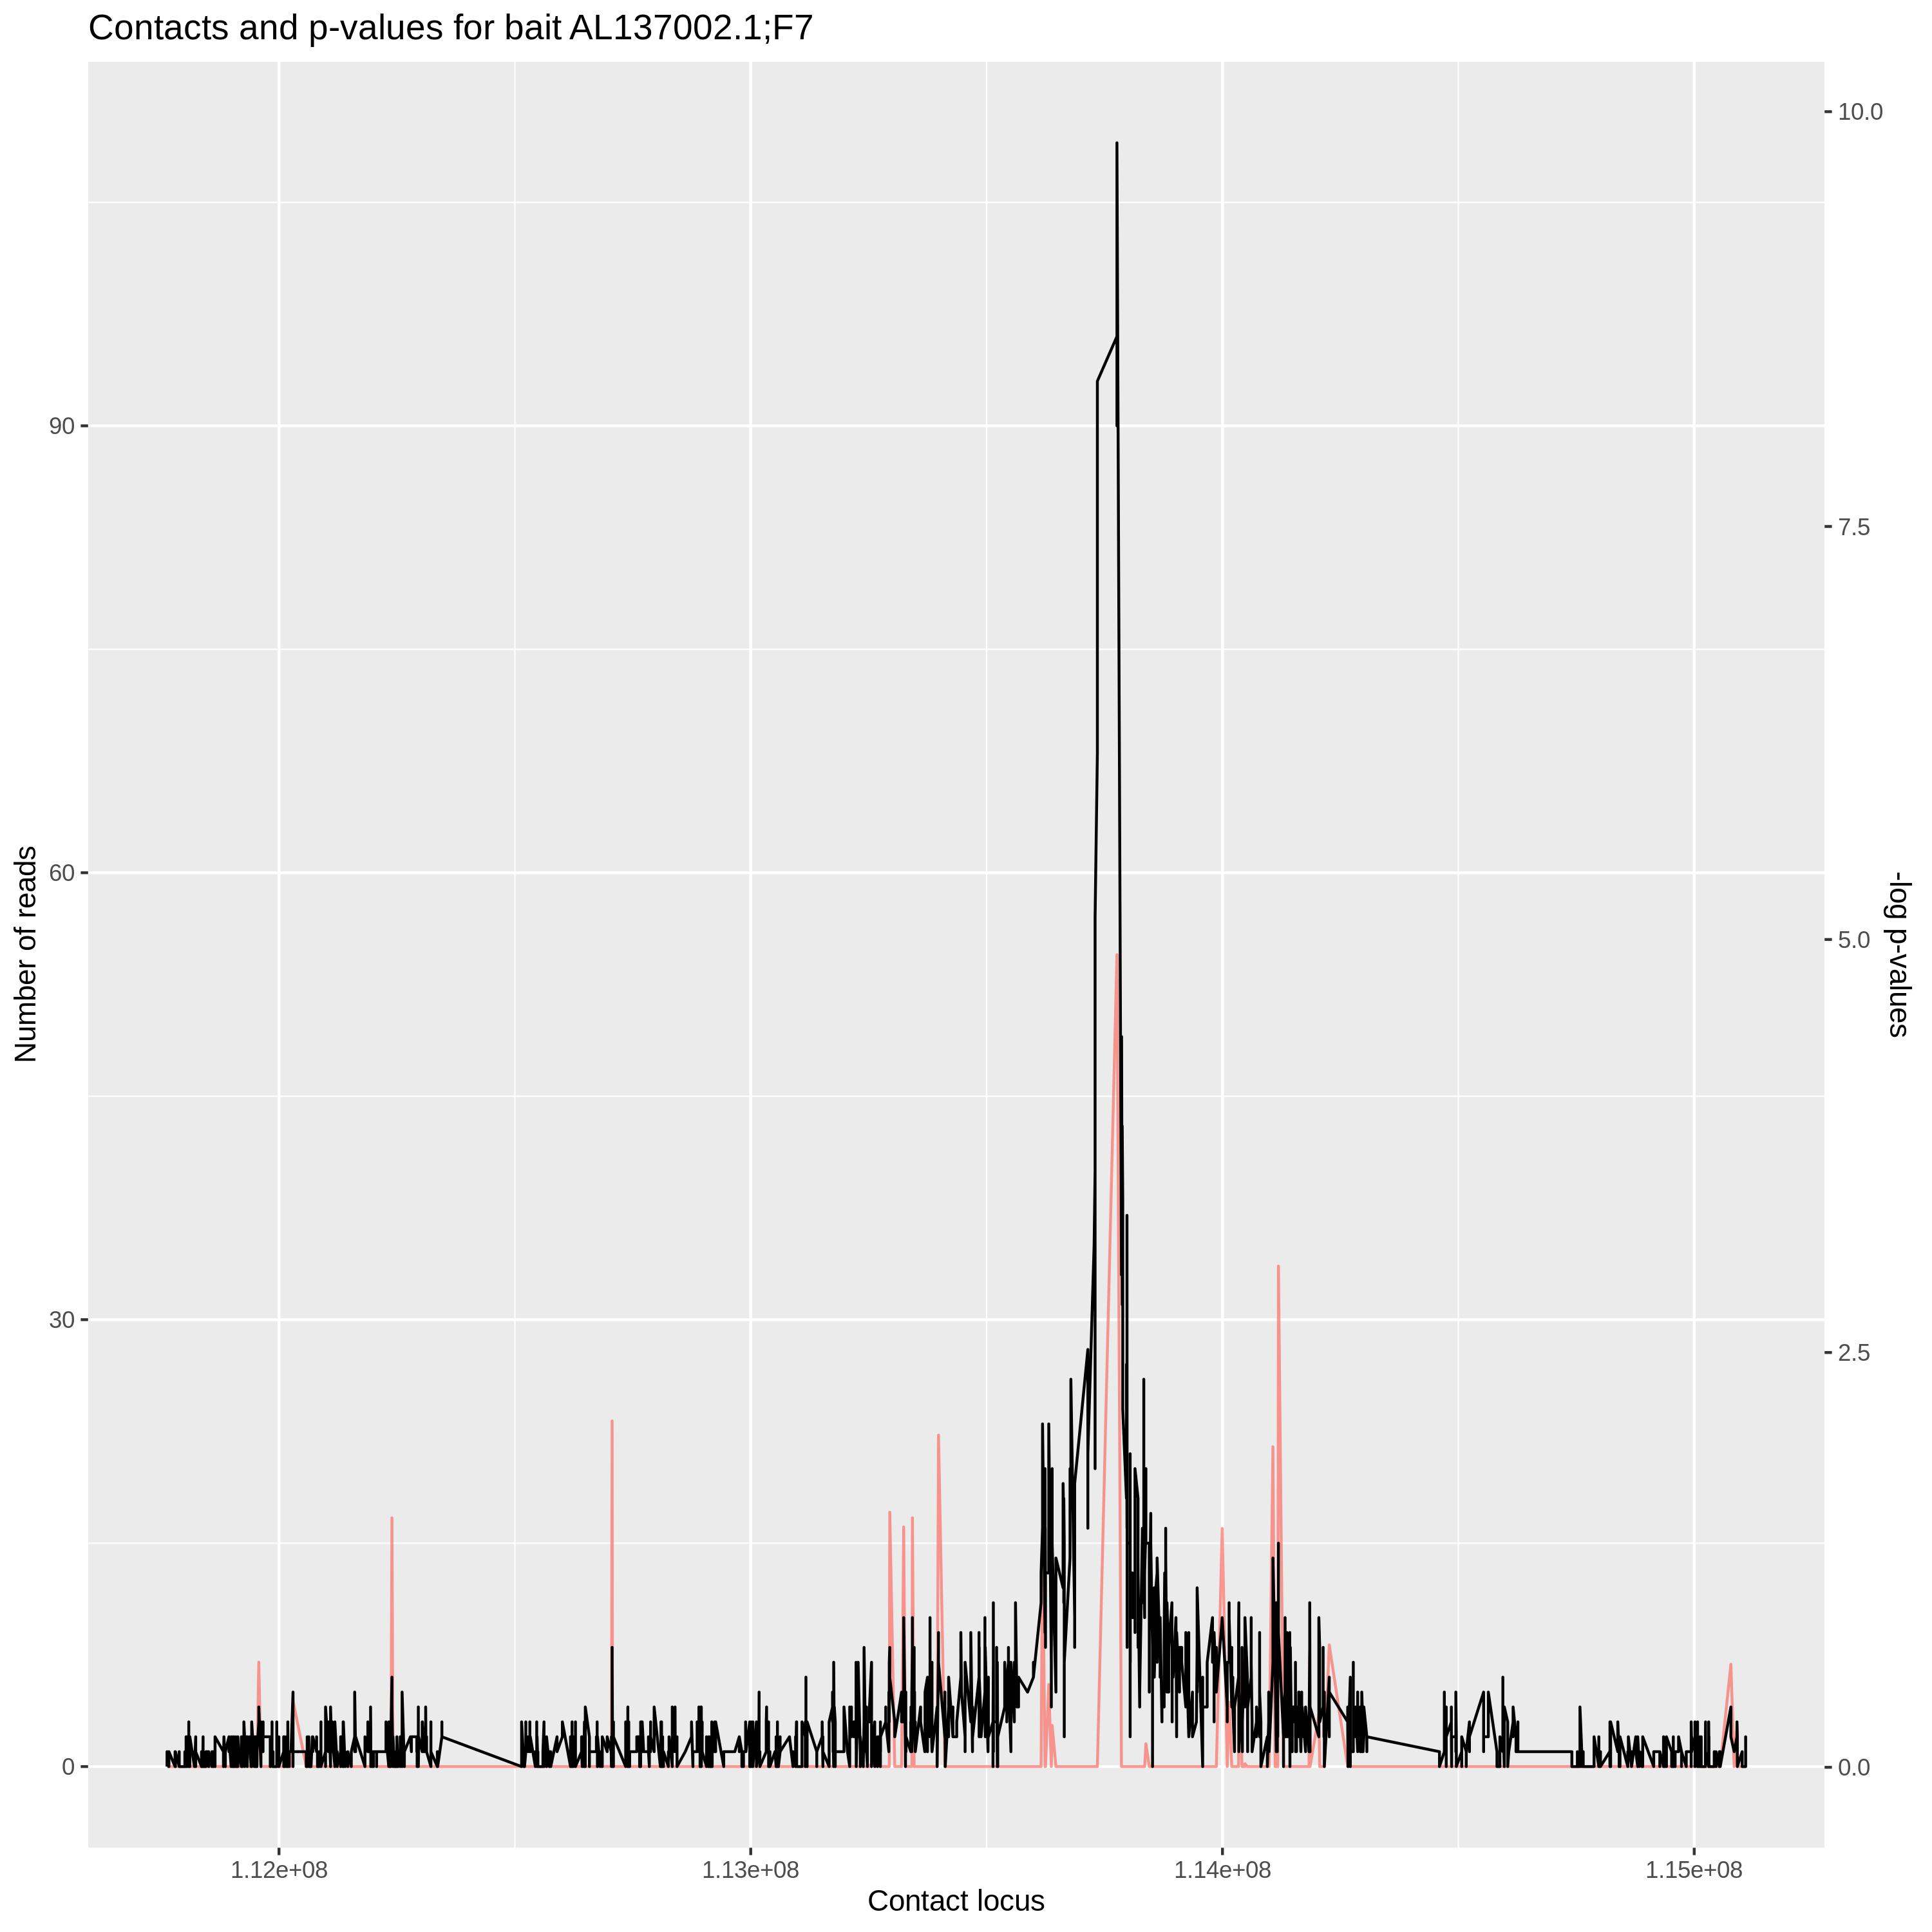 Contacts and p-values for bait AL137002.1;F7
10.0
90
7.5
60
5.0
Number of reads
-log p-values
30
2.5
0
0.0
1.12e+08
1.13e+08
1.14e+08
1.15e+08
Contact locus